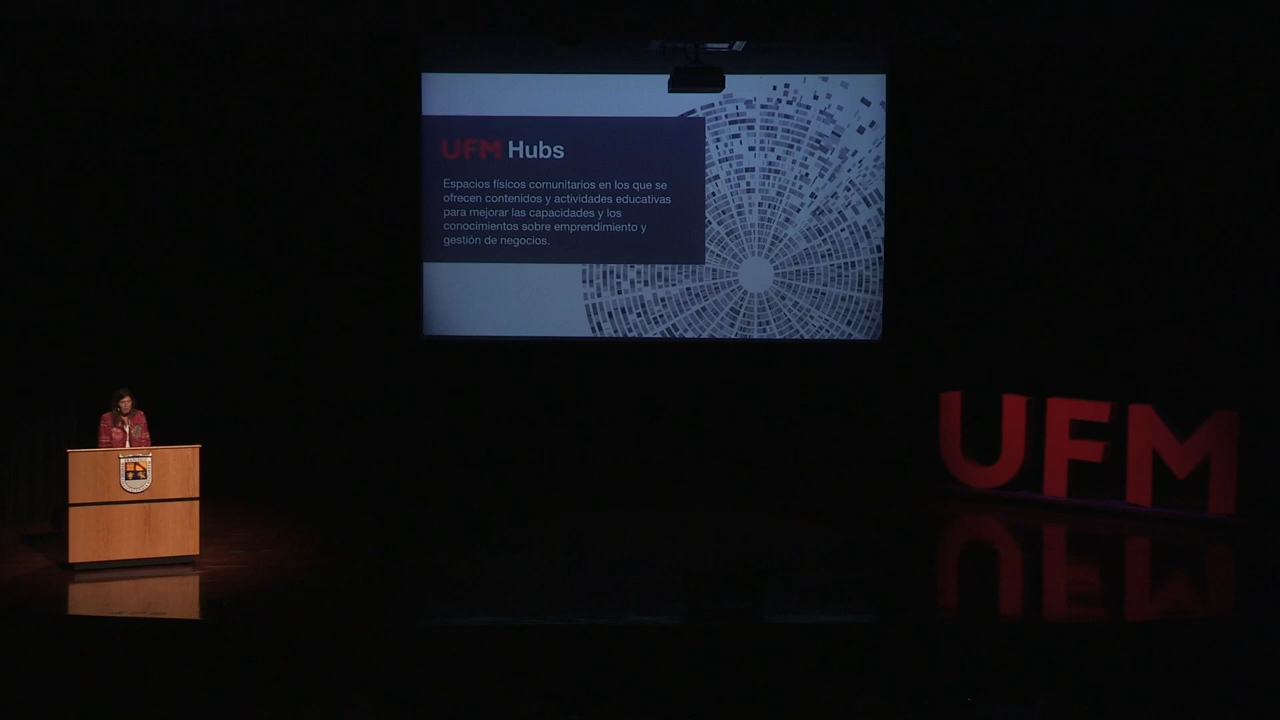 UFM Hubs
Espacios físicos comunitarios en los que se
ofrecen contenidos y actividades educativas
para mejorar las capacidades y los
conocimientos sobre emprendimiento y
gestión de negocios.
UFM